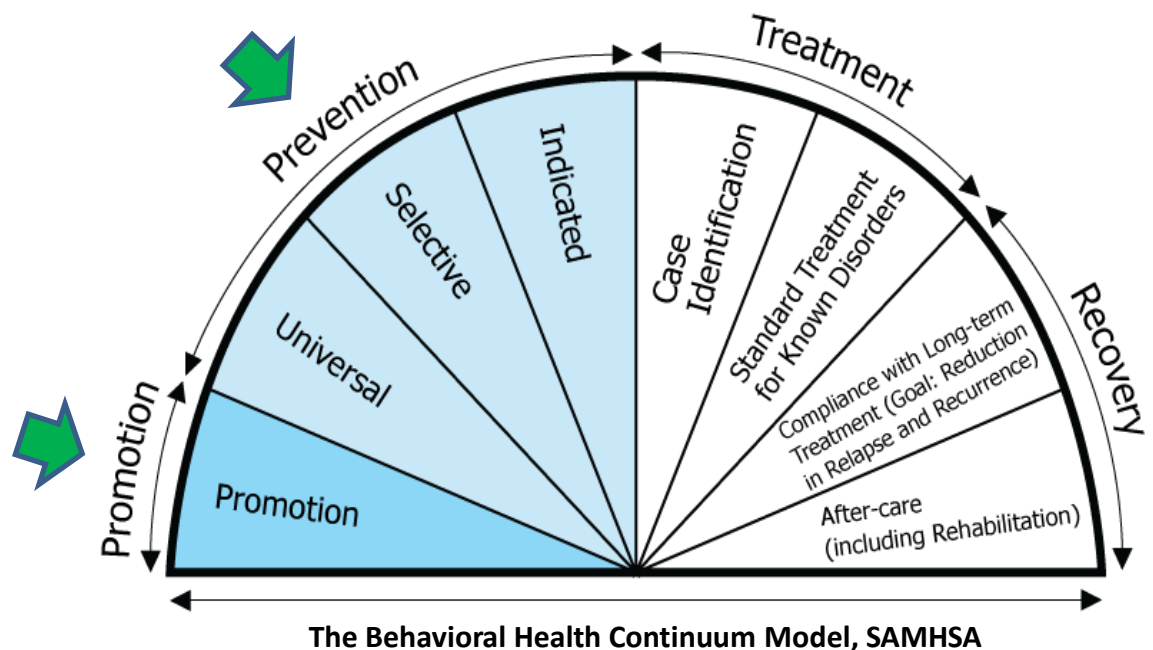 Promotion
Prevention
Treatment
Recovery
Promotion
Universal
Selective
Indicated
Case
Identification
Standard Treatment
for Known Disorders
Compliance with Long-term
Treatment (Goal: Reduction
in Relapse and Recurrence)
After-care
(including Rehabilitation)
The Behavioral Health Continuum Model, SAMHSA